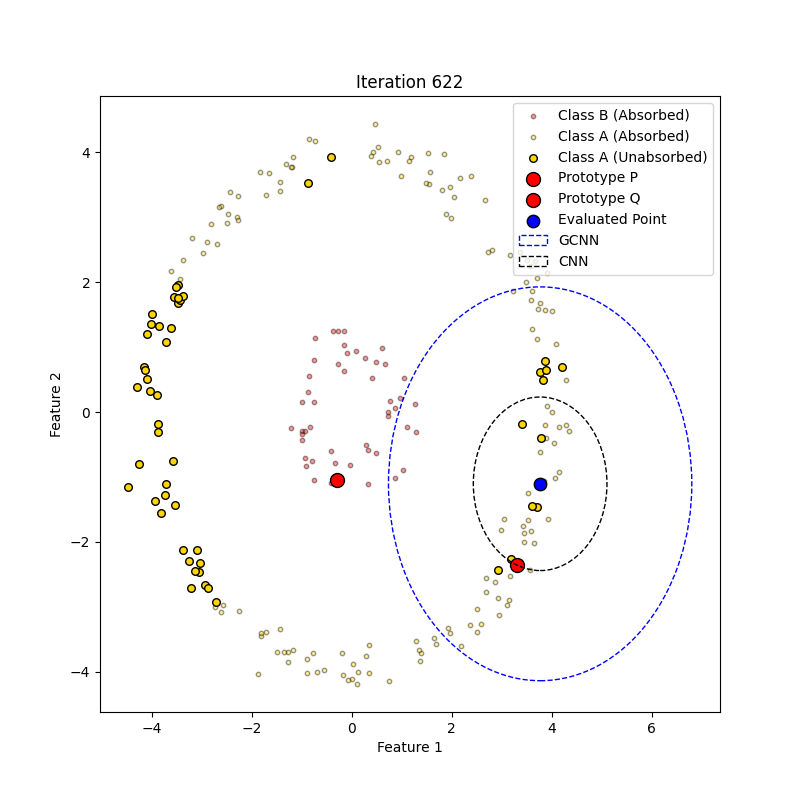 Iteration 622
Class B (Absorbed)
Class A (Absorbed)
Class A (Unabsorbed)
Prototype P
Prototype Q
Evaluated Point
GCNN
CNN
4
2
0
−2
−4
Feature 2
−4 −2 0 2 4 6
Feature 1